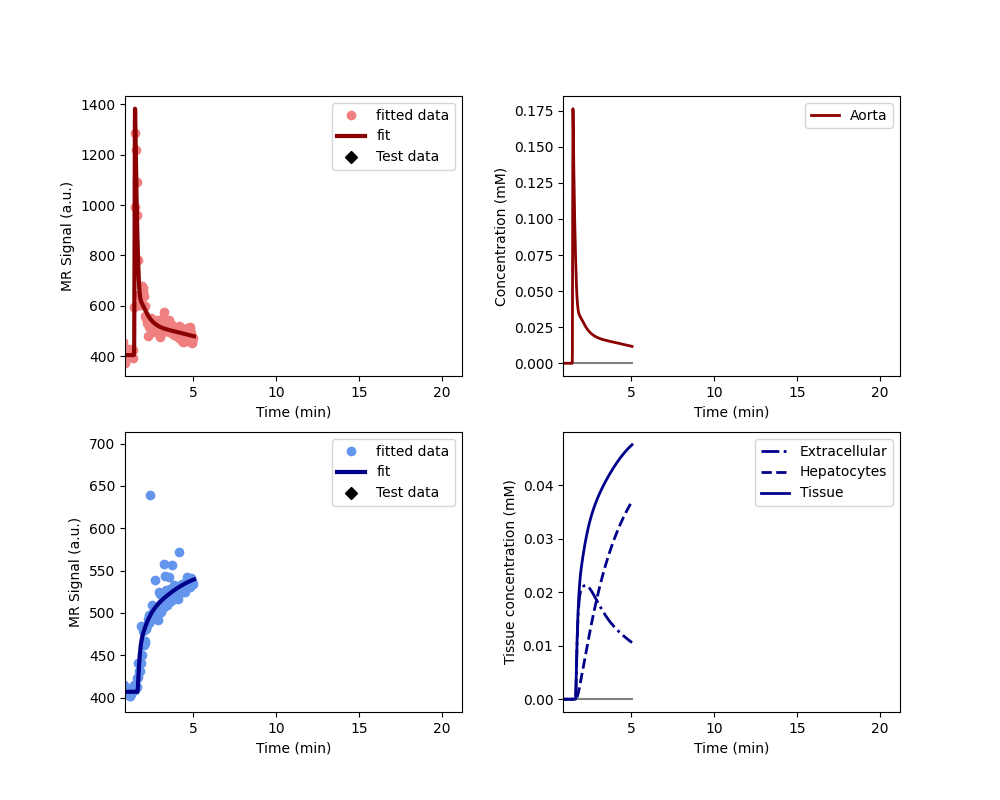 1400
1200
1000
800
600
400
MR Signal (a.u.)
5
10
15
20
Time (min)
fitted data
fit
Test data
0.175
0.150
0.125
0.100
0.075
0.050
0.025
0.000
Concentration (mM)
5
10
15
20
Time (min)
Aorta
700
650
600
550
500
450
400
MR Signal (a.u.)
5
10
15
20
Time (min)
fitted data
fit
Test data
0.04
0.03
0.02
0.01
0.00
Tissue concentration (mM)
5
10
15
20
Time (min)
Extracellular
Hepatocytes
Tissue